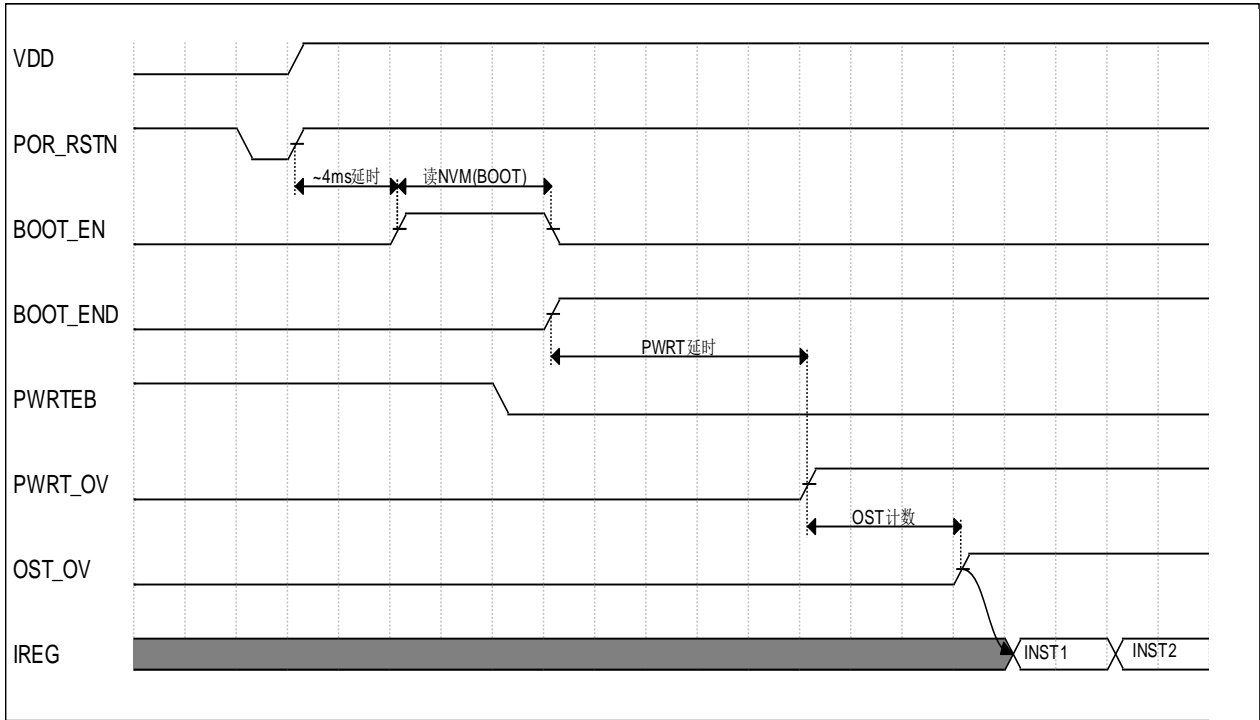 VDD
POR_RSTN
~4ms延时
读NVM(BOOT)
BOOT_EN
BOOT_END
PWRT延时
PWRTEB
PWRT_OV
OST计数
OST_OV
IREG
INST1
INST2